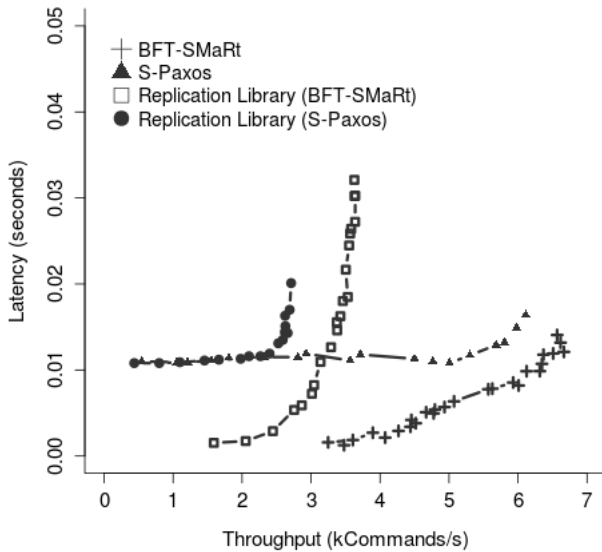 0.05
0.04
0.03
0.02
0.01
0.00
Latency (seconds)
BFT-SMaRt
S-Paxos
Replication Library (BFT-SMaRt)
Replication Library (S-Paxos)
0 1 2 3 4 5 6 7
Throughput (kCommands/s)